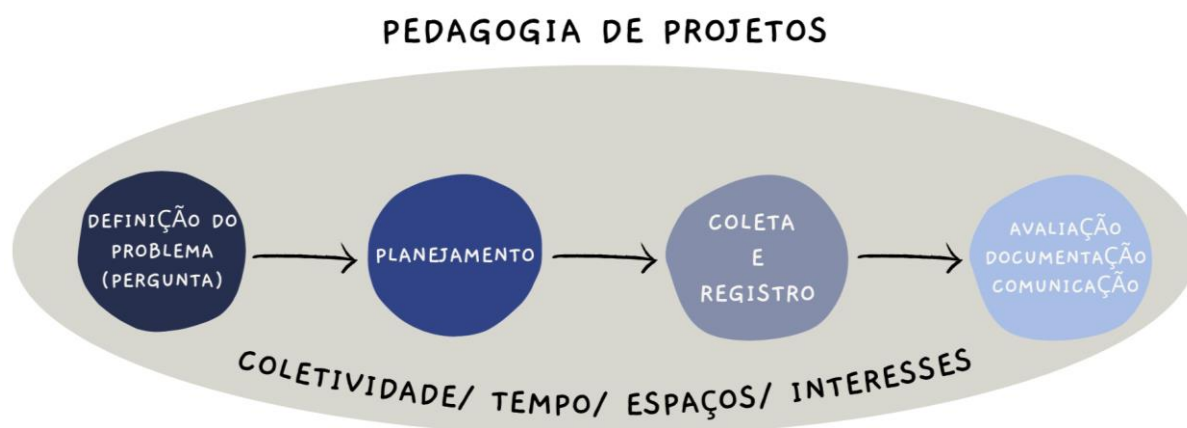 PEDAGOGIA DE PROJETOS
DEFINIÇÃO DO
PROBLEMA
(PERGUNTA)
PLANEJAMENTO
COLETA
E
REGISTRO
AVALIAÇÃO
DOCUMENTAÇÃO
COMUNICAÇÃO
COLETIVIDADE/ TEMPO/ ESPAÇOS/ INTERESSES